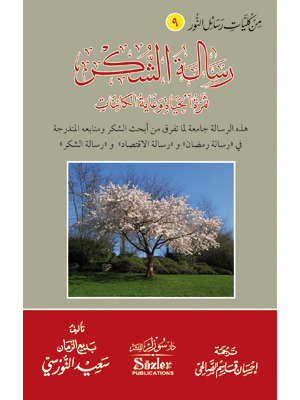 من كليات رسائل النور
٩
رسالة الشكر
ثمرة الحياة وغاية الكائنات
هذه الرسالة جامعة لما تفرق من أبحث الشكر ومنابعه المندرجة
في «رسالة رمضان» و «رسالة الاقتصاد» و «رسالة الشكر»
تأليف
بديع الزمان
سعيد النورسي
دار سوزلر للنشر
Sözler
PUBLICATIONS
ترجمة
إحسان قاسم الصالحي